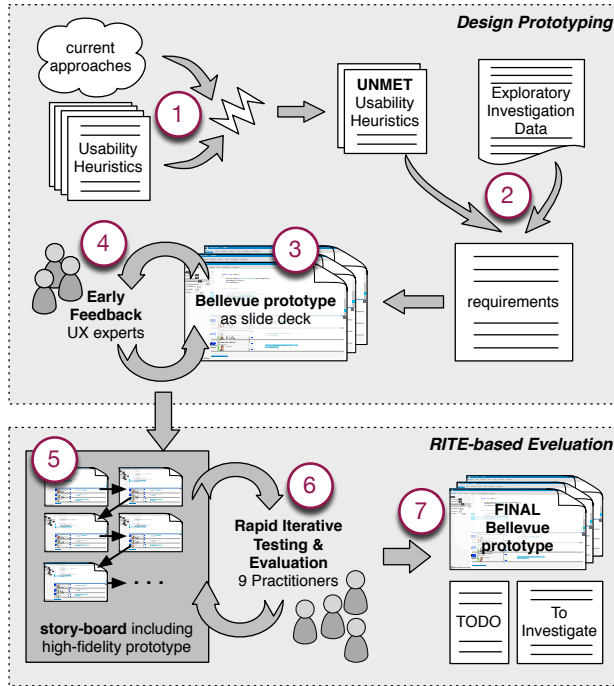 Design Prototyping
current
approaches
1
Usability
Heuristics
UNMET
Usability
Heuristics
Exploratory
Investigation
Data
2
requirements
3
Bellevue prototype
as slide deck
4
Early
Feedback
UX experts
RITE-based Eveluation
5
. . .
story-board including
high-fidelity prototype
6
Rapid Iterative
Testing &
Evaluation
9 Practitioners
7
FINAL
Bellevue
prototype
TODO
To
Investigate